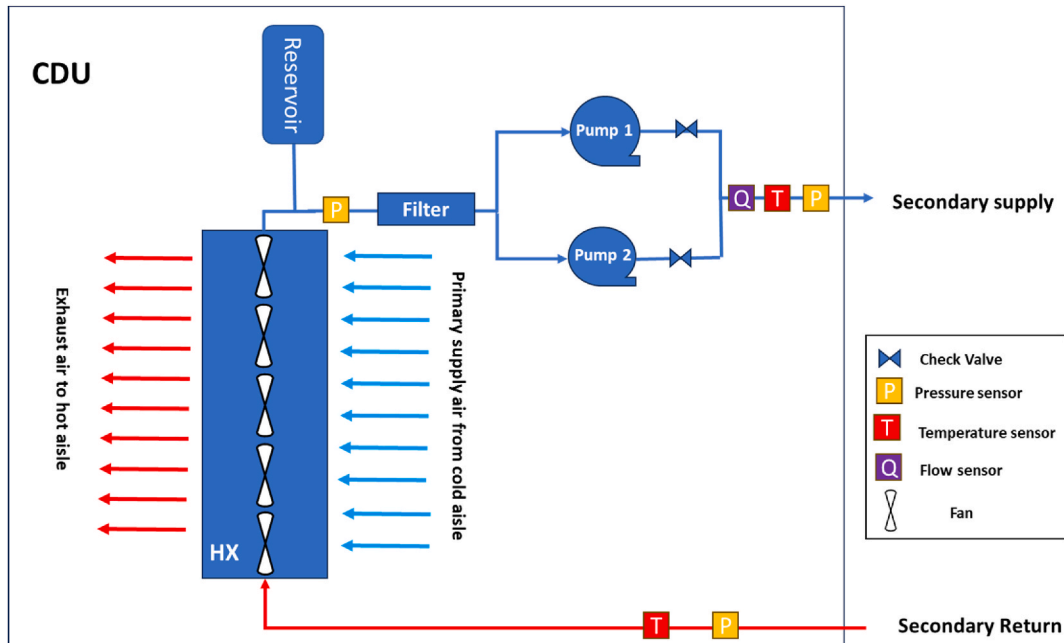 CDU
Reservoir
Pump 1
P
Filter
Q
T
P
Secondary supply
Pump 2
Exhaust air to hot aisle
Primary supply air from cold aisle
HX
Check Valve
P
Pressure sensor
T
Temperature sensor
Q
Flow sensor
Fan
T
P
Secondary Return